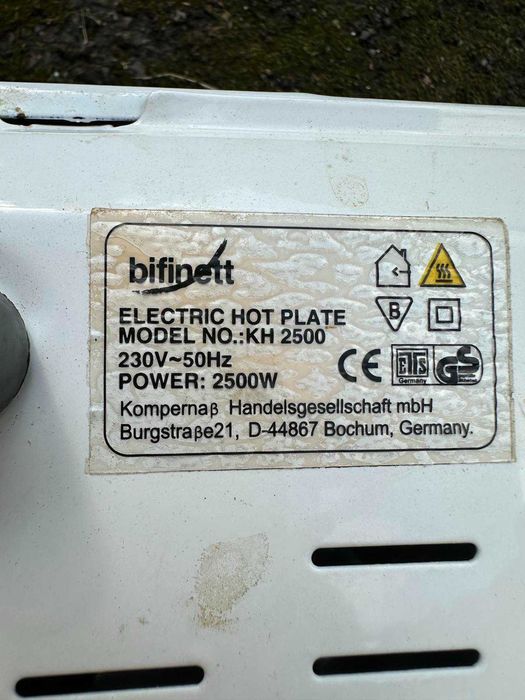 bifinett
ELECTRIC HOT PLATE
MODEL NO.:KH 2500
230V~50Hz
POWER: 2500W
B
CE
ETS
Germany
GS
Kompernaβ Handelsgesellschaft mbH
Burgstraβe21, D-44867 Bochum, Germany.